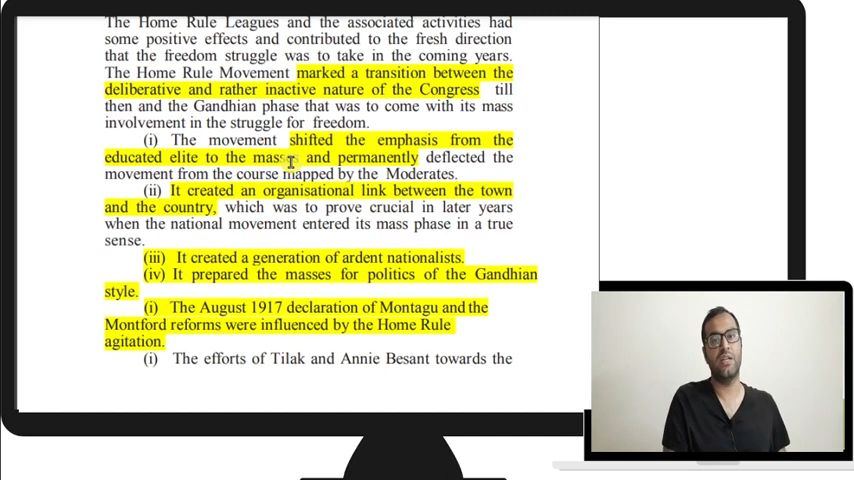 The Home Rule Leagues and the associated activities had
some positive effects and contributed to the fresh direction
that the freedom struggle was to take in the coming years.
The Home Rule Movement marked a transition between the
deliberative and rather inactive nature of the Congress till
then and the Gandhian phase that was to come with its mass
involvement in the struggle for freedom.
(i) The movement shifted the emphasis from the
educated elite to the masses and permanently deflected the
movement from the course mapped by the Moderates.
(ii) It created an organisational link between the town
and the country, which was to prove crucial in later years
when the national movement entered its mass phase in a true
sense.
(iii) It created a generation of ardent nationalists.
(iv) It prepared the masses for politics of the Gandhian
style.
(i) The August 1917 declaration of Montagu and the
Montford reforms were influenced by the Home Rule
agitation.
(i) The efforts of Tilak and Annie Besant towards the